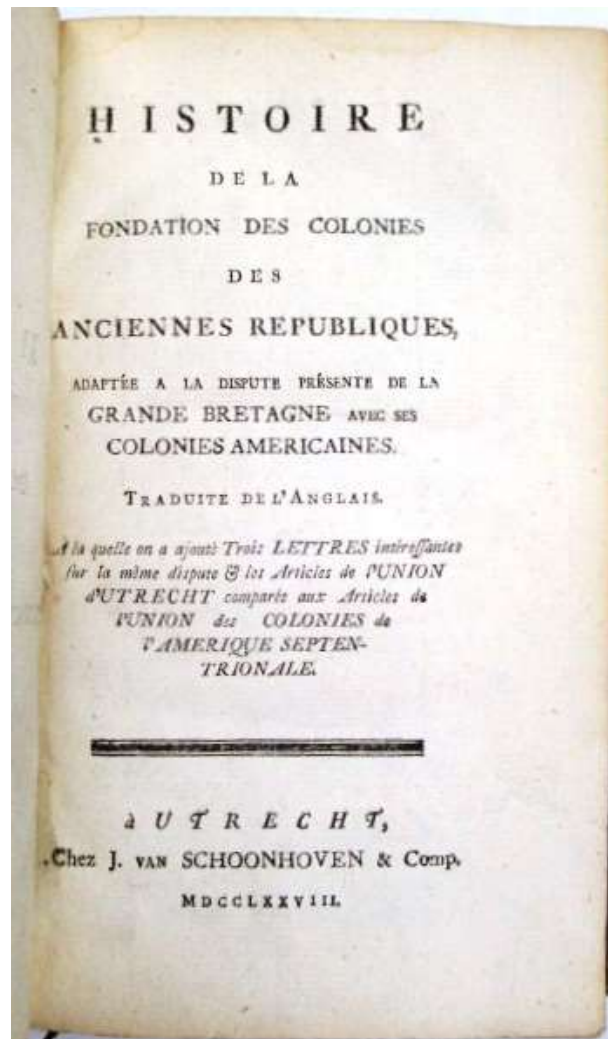 HISTOIRE
DE LA
FONDATION DES COLONIES
DES
ANCIENNES REPUBLIQUES,
ADAPTÉE A LA DISPUTE PRÉSENTE DE LA
GRANDE BRETAGNE AVEC SES
COLONIES AMERICAINES.
TRADUITE DE L'ANGLAIS.
A la quelle on a ajouté Trois LETTRES intéreſſantes
ſur la même diſpute & les Articles de l'UNION
d'UTRECHT comparés aux Articles de
l'UNION des COLONIES de
l'AMERIQUE SEPTEN-
TRIONALE.
à UTRECHT,
Chez J. VAN SCHOONHOVEN & Comp.
MDCCLXXVIII.